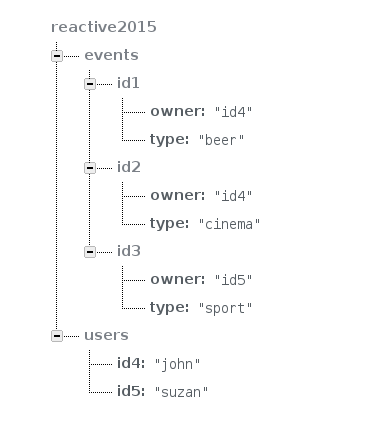 reactive2015
events
id1
owner: "id4"
type: "beer"
id2
owner: "id4"
type: "cinema"
id3
owner: "id5"
type: "sport"
users
id4: "john"
id5: "suzan"